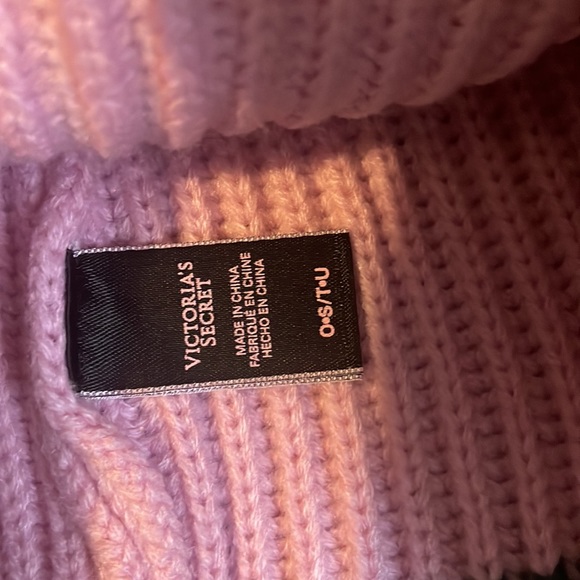 VICTORIA'S
SECRET
MADE IN CHINA
FABRIQUÉ EN CHINE
HECHO EN CHINA
O•S/T•U